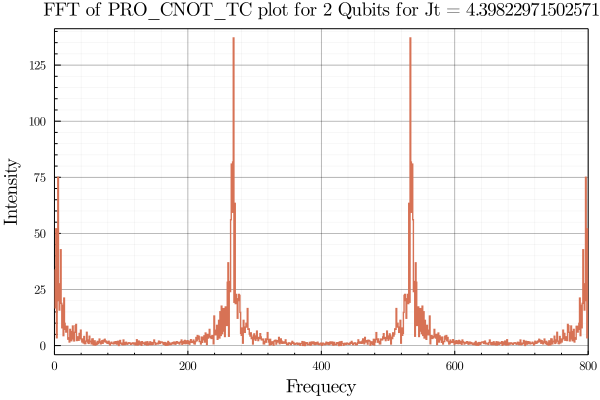 FFT of PRO_CNOT_TC plot for 2 Qubits for Jt = 4.39822971502571
Intensity
125
100
75
50
25
0
0 200 400 600 800
Frequecy